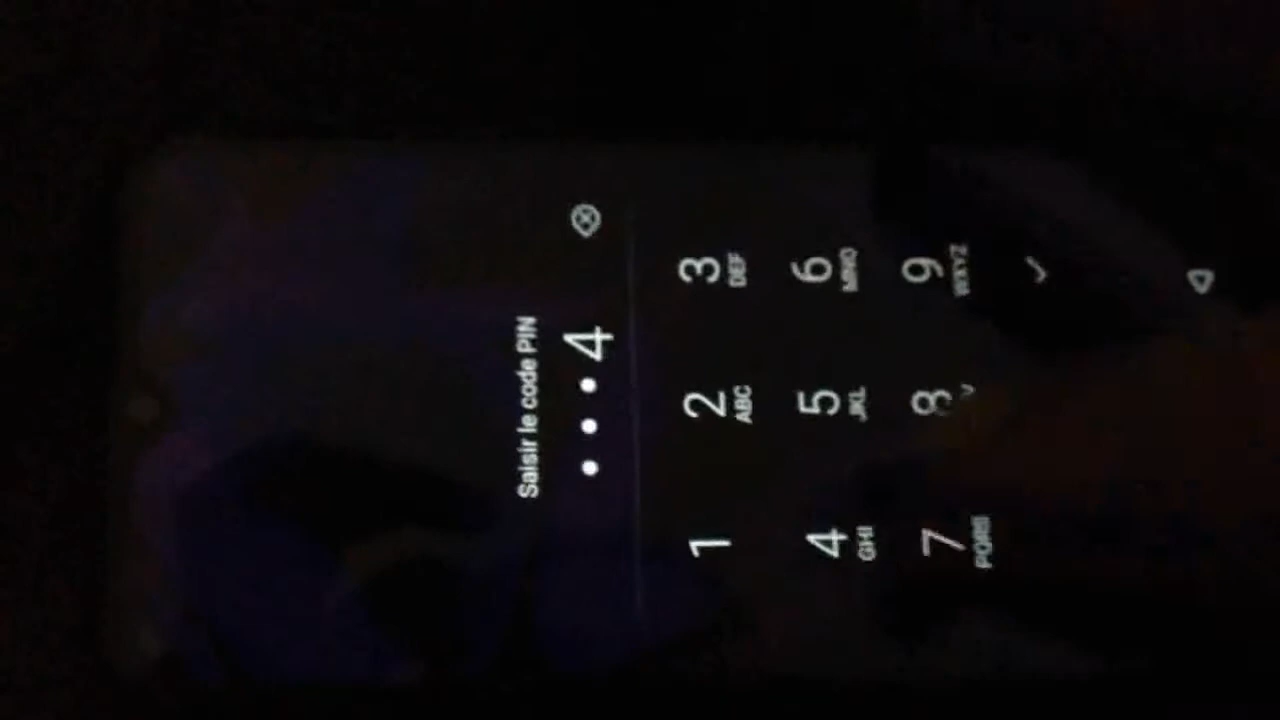 Saisir le code PIN
•••4
1 2 3
ABC DEF
4 5 6
GHI JKL MNO
7 8 9
PQRS WXYZ